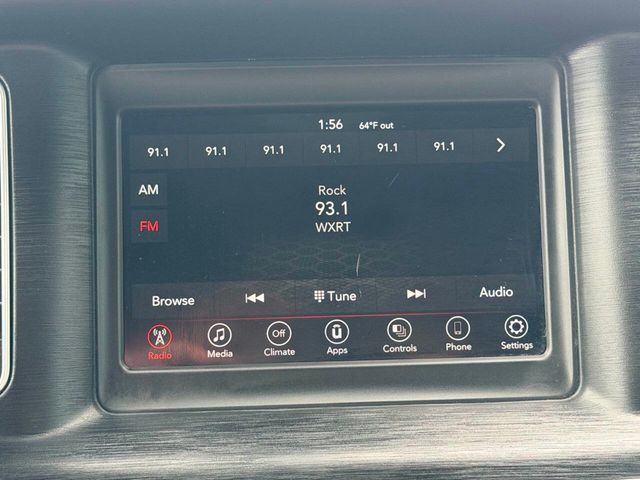 1:56 64°F out
91.1 91.1 91.1 91.1 91.1 91.1
AM
Rock
93.1
FM
WXRT
Browse Tune Audio
Radio Media Off Climate Apps Controls Phone Settings